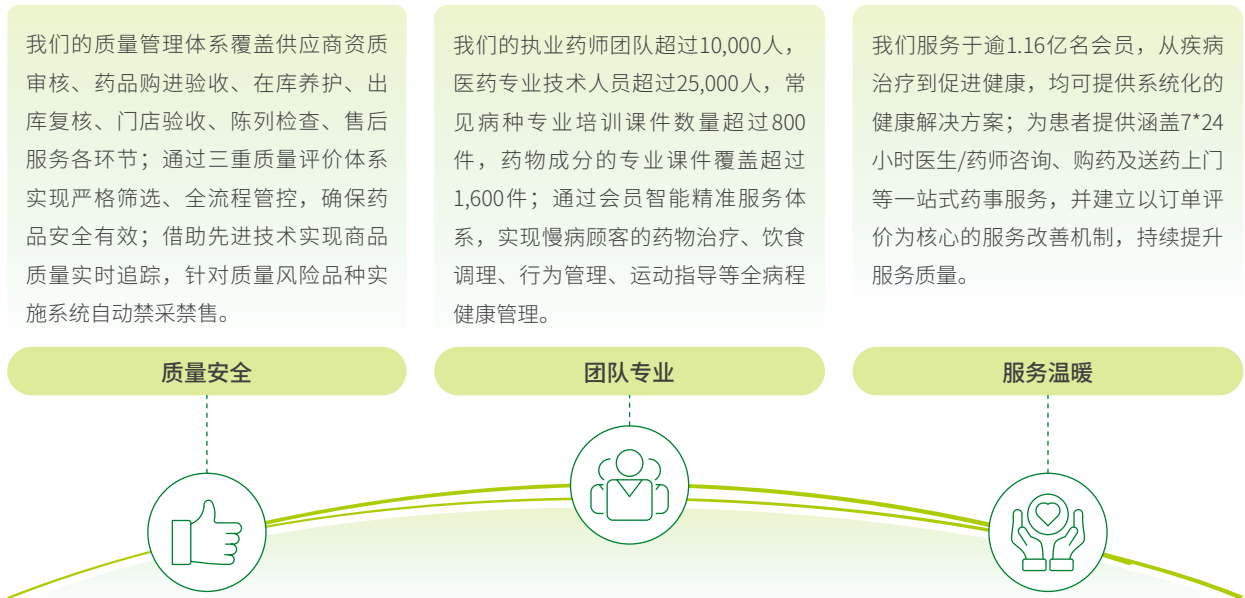 我们的质量管理体系覆盖供应商资质
审核、药品购进验收、在库养护、出
库复核、门店验收、陈列检查、售后
服务各环节；通过三重质量评价体系
实现严格筛选、全流程管控，确保药
品安全有效；借助先进技术实现商品
质量实时追踪，针对质量风险品种实
施系统自动禁采禁售。
质量安全
我们的执业药师团队超过10,000人，
医药专业技术人员超过25,000人，常
见病种专业培训课件数量超过800
件，药物成分的专业课件覆盖超过
1,600件；通过会员智能精准服务体
系，实现慢病顾客的药物治疗、饮食
调理、行为管理、运动指导等全病程
健康管理。
团队专业
我们服务于逾1.16亿名会员，从疾病
治疗到促进健康，均可提供系统化的
健康解决方案；为患者提供涵盖7*24
小时医生/药师咨询、购药及送药上门
等一站式药事服务，并建立以订单评
价为核心的服务改善机制，持续提升
服务质量。
服务温暖